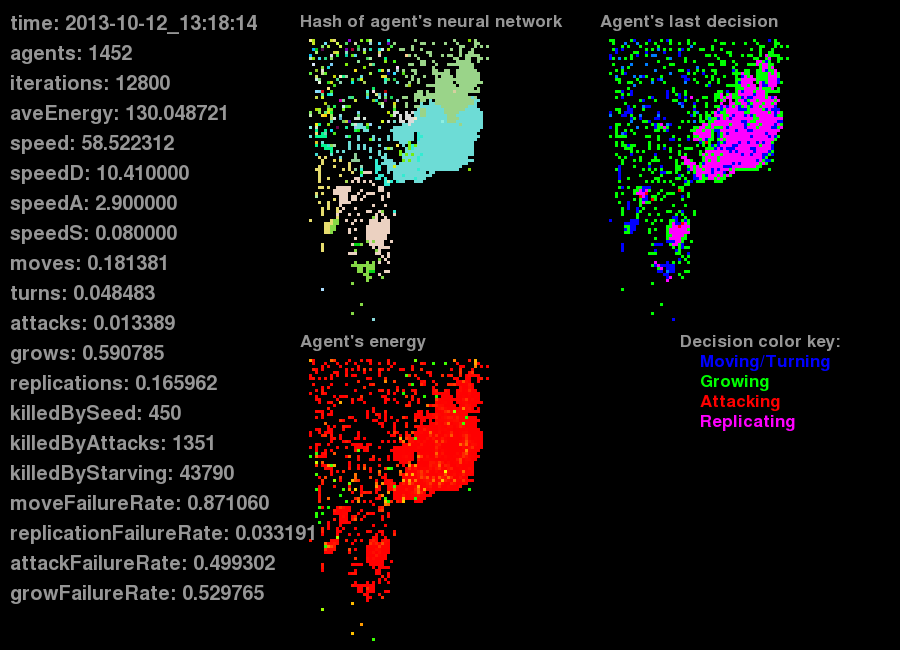 time: 2013-10-12_13:18:14
agents: 1452
iterations: 12800
aveEnergy: 130.048721
speed: 58.522312
speedD: 10.410000
speedA: 2.900000
speedS: 0.080000
moves: 0.181381
turns: 0.048483
attacks: 0.013389
grows: 0.590785
replications: 0.165962
killedBySeed: 450
killedByAttacks: 1351
killedByStarving: 43790
moveFailureRate: 0.871060
replicationFailureRate: 0.033191
attackFailureRate: 0.499302
growFailureRate: 0.529765
Hash of agent's neural network
Agent's last decision
Agent's energy
Decision color key:
Moving/Turning
Growing
Attacking
Replicating